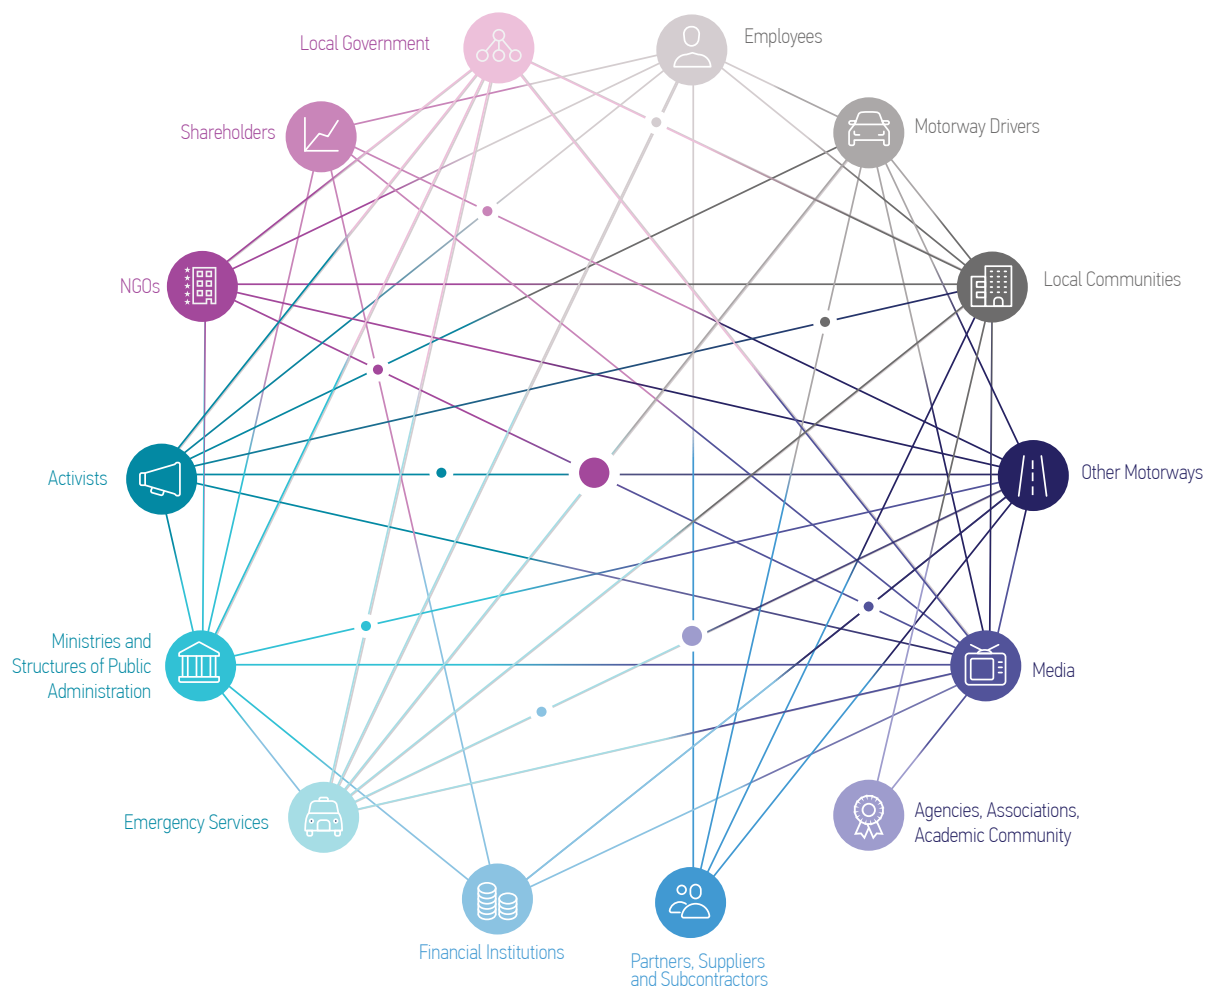 Local Government
Employees
Shareholders
Motorway Drivers
NGOs
Local Communities
Activists
Other Motorways
Ministries and
Structures of Public
Administration
Media
Emergency Services
Agencies, Associations,
Academic Community
Financial Institutions
Partners, Suppliers
and Subcontractors